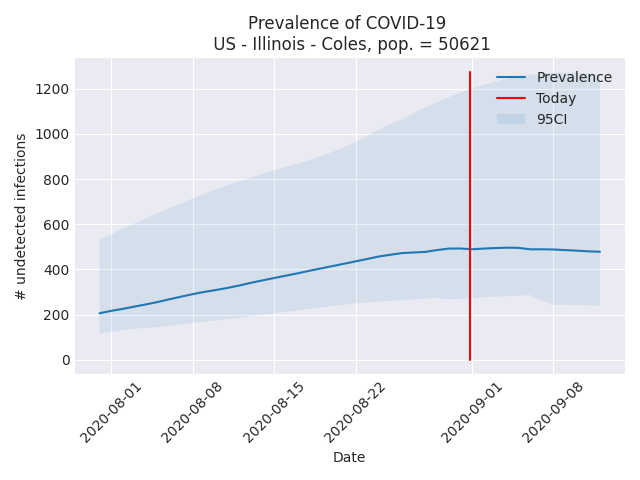 Prevalence of COVID-19
US - Illinois - Coles, pop. = 50621
Prevalence
Today
95CI
# undetected infections
1200
1000
800
600
400
200
0
2020-08-01
2020-08-08
2020-08-15
2020-08-22
2020-09-01
2020-09-08
Date